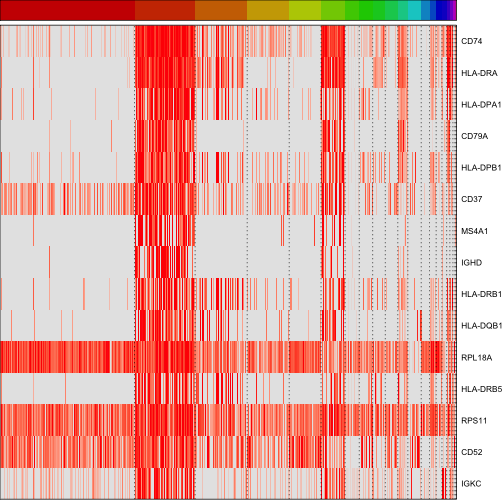 CD74
HLA-DRA
HLA-DPA1
CD79A
HLA-DPB1
CD37
MS4A1
IGHD
HLA-DRB1
HLA-DQB1
RPL18A
HLA-DRB5
RPS11
CD52
IGKC